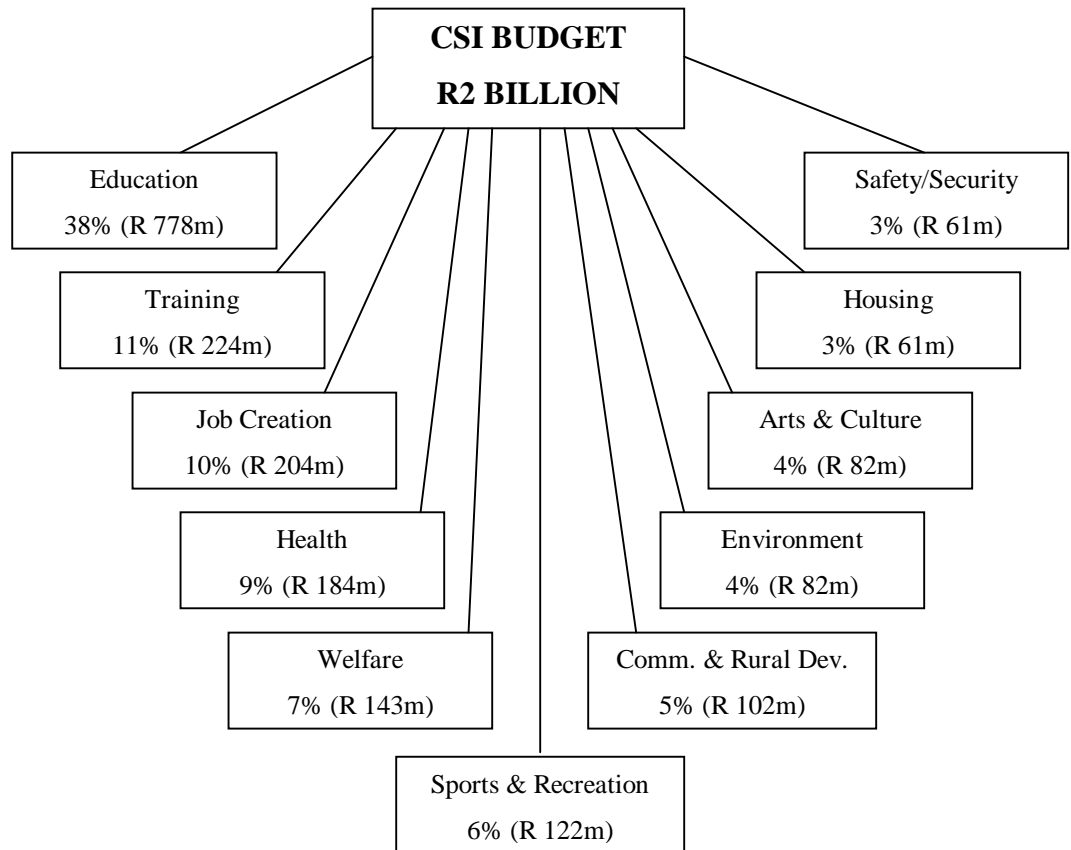 CSI BUDGET
R2 BILLION
Education
38% (R 778m)
Safety/Security
3% (R 61m)
Training
11% (R 224m)
Housing
3% (R 61m)
Job Creation
10% (R 204m)
Arts & Culture
4% (R 82m)
Health
9% (R 184m)
Environment
4% (R 82m)
Welfare
7% (R 143m)
Comm. & Rural Dev.
5% (R 102m)
Sports & Recreation
6% (R 122m)